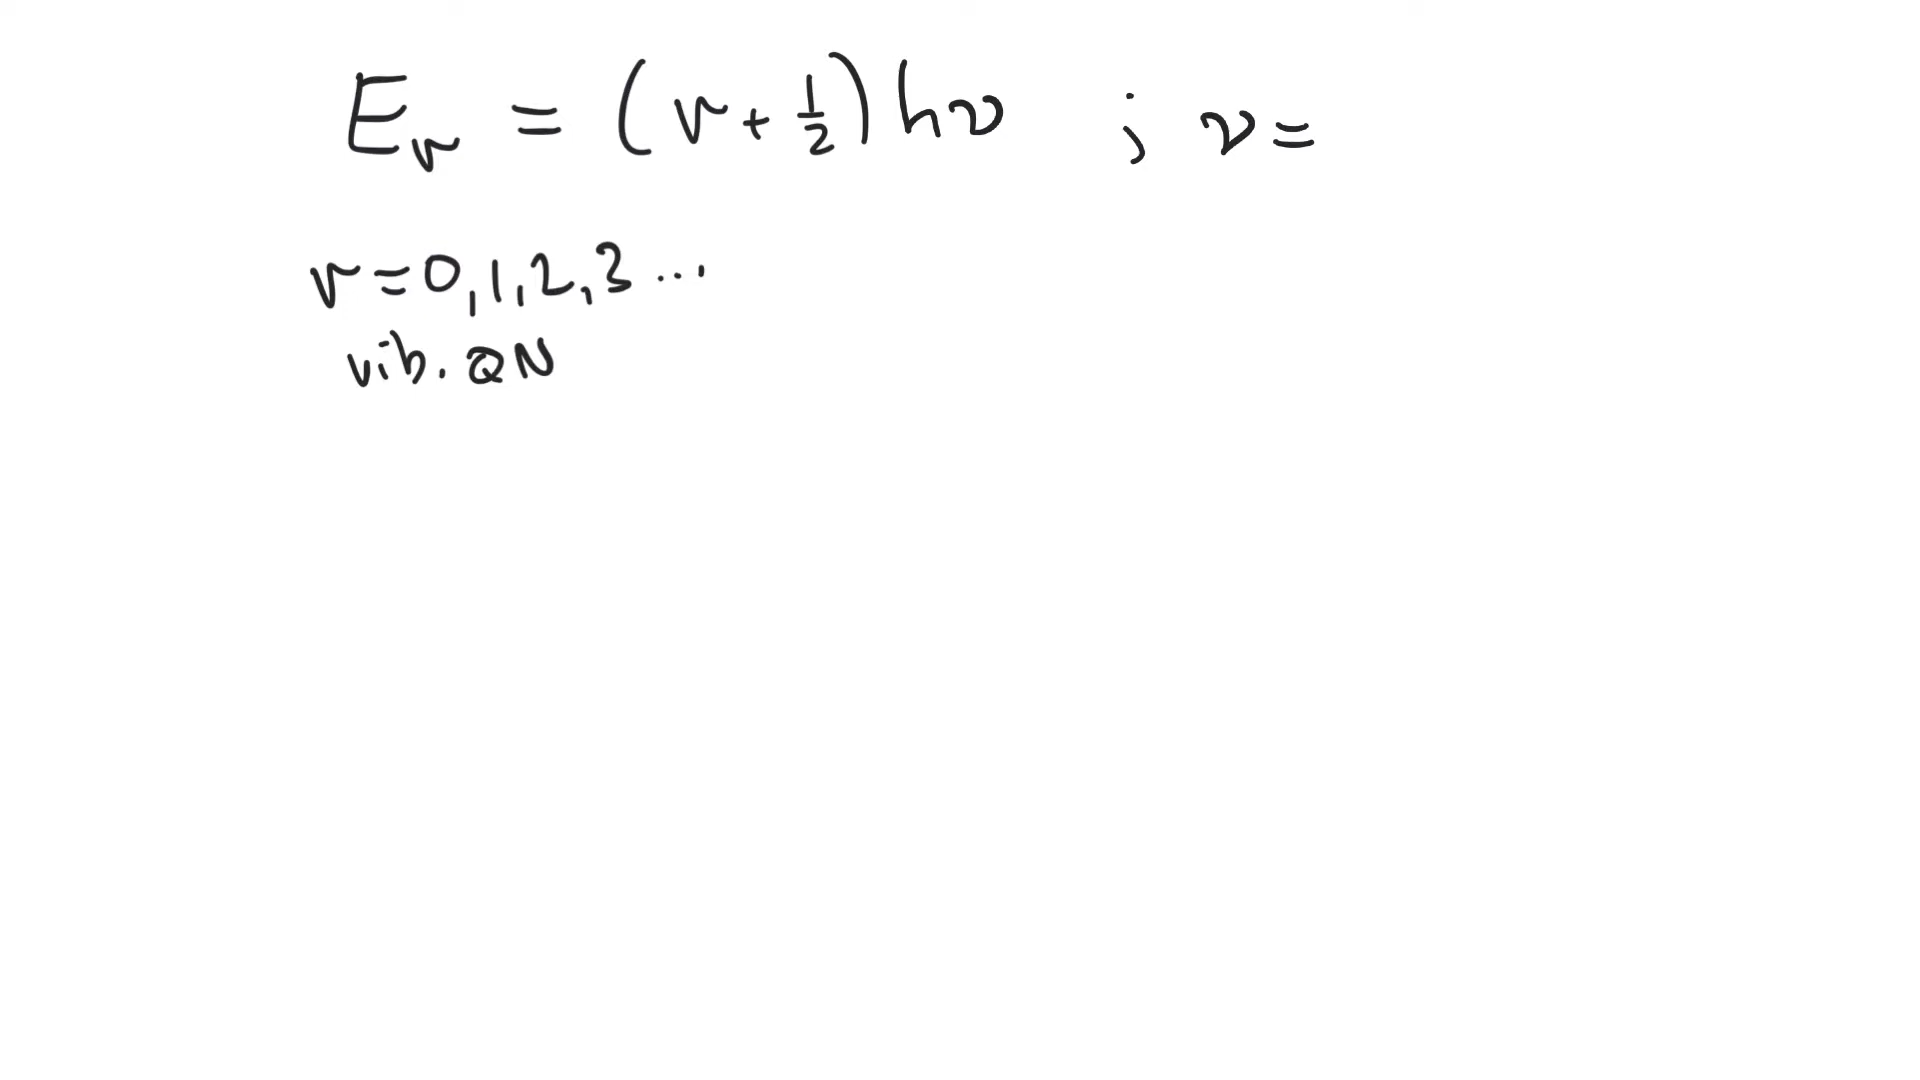 E_v = (v + 1/2) hν ; ν =
v = 0, 1, 2, 3 ...
vib. QN